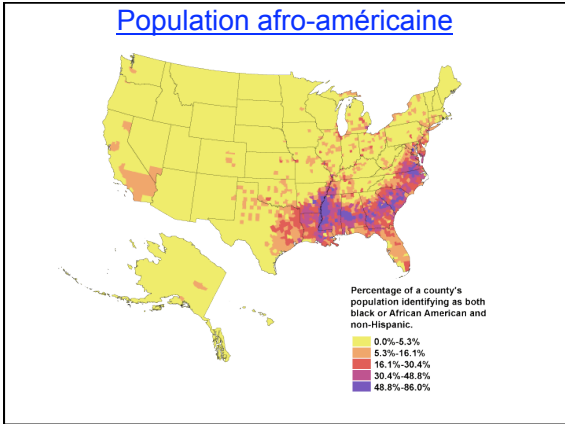 Population afro-américaine
Percentage of a county's
population identifying as both
black or African American and
non-Hispanic.
0.0%-5.3%
5.3%-16.1%
16.1%-30.4%
30.4%-48.8%
48.8%-86.0%